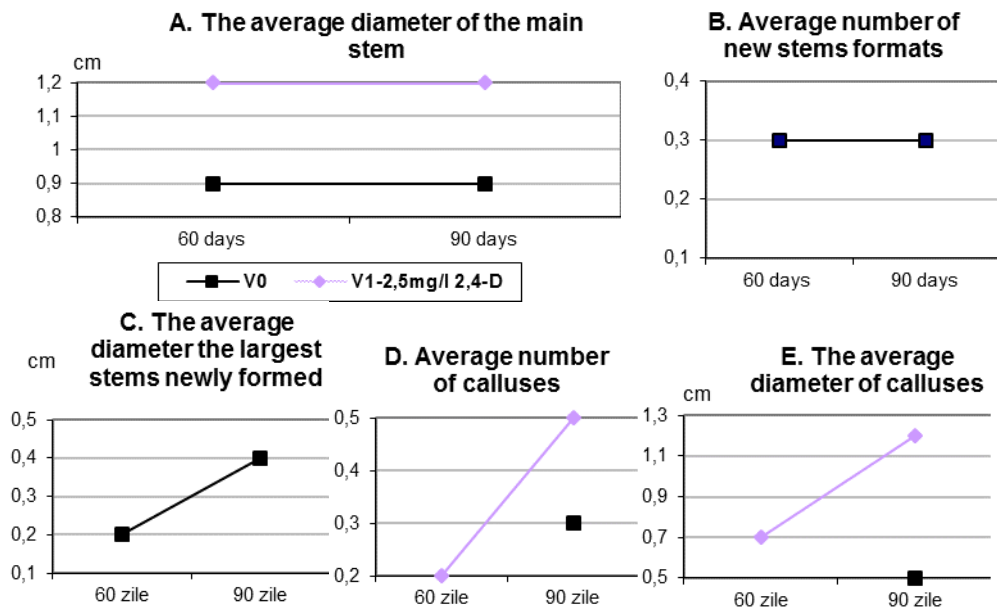 A. The average diameter of the main
stem
cm
1,2
1,1
1
0,9
0,8
60 days
90 days
V0
V1-2,5mg/l 2,4-D
B. Average number of
new stems formats
0,4
0,3
0,2
0,1
60 days
90 days
C. The average
diameter the largest
stems newly formed
cm
0,5
0,4
0,3
0,2
0,1
60 zile
90 zile
D. Average number
of calluses
0,5
0,4
0,3
0,2
60 zile
90 zile
E. The average
diameter of calluses
cm
1,3
1,1
0,9
0,7
0,5
60 zile
90 zile